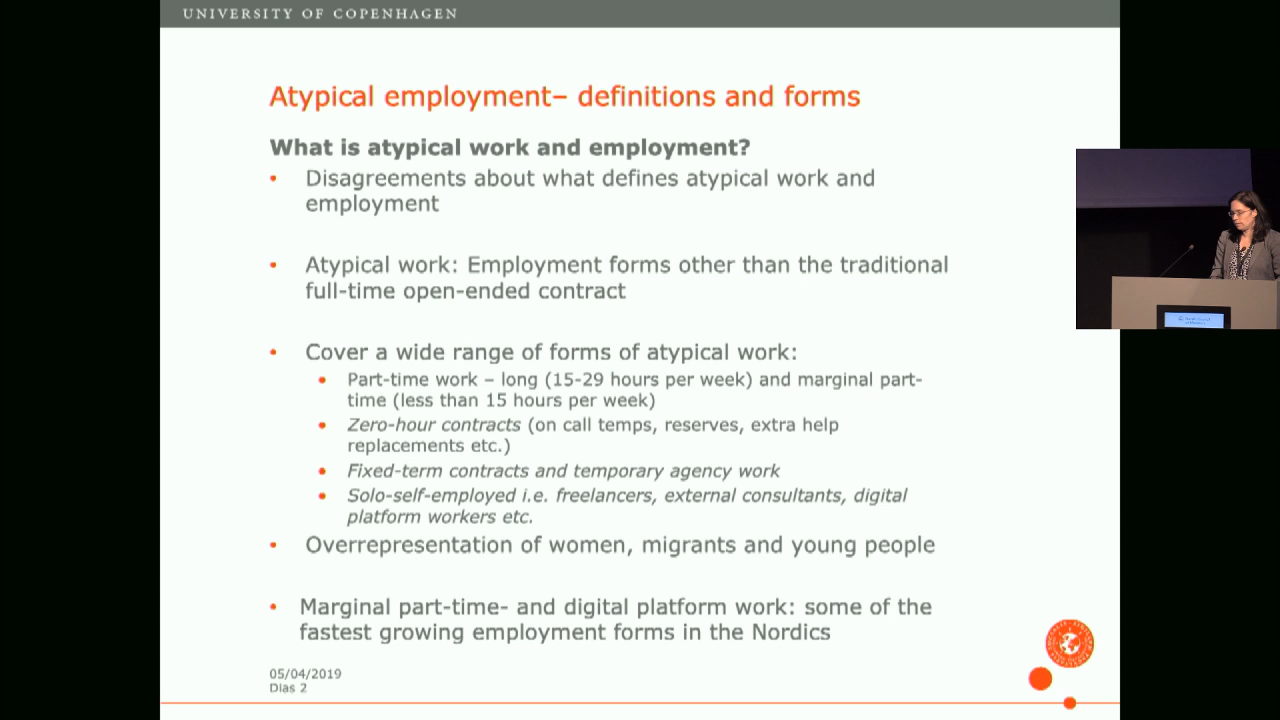 UNIVERSITY OF COPENHAGEN
Atypical employment– definitions and forms
What is atypical work and employment?
• Disagreements about what defines atypical work and
employment
• Atypical work: Employment forms other than the traditional
full-time open-ended contract
• Cover a wide range of forms of atypical work:
• Part-time work – long (15-29 hours per week) and marginal part-
time (less than 15 hours per week)
• Zero-hour contracts (on call temps, reserves, extra help
replacements etc.)
• Fixed-term contracts and temporary agency work
• Solo-self-employed i.e. freelancers, external consultants, digital
platform workers etc.
• Overrepresentation of women, migrants and young people
• Marginal part-time- and digital platform work: some of the
fastest growing employment forms in the Nordics
05/04/2019
Dias 2